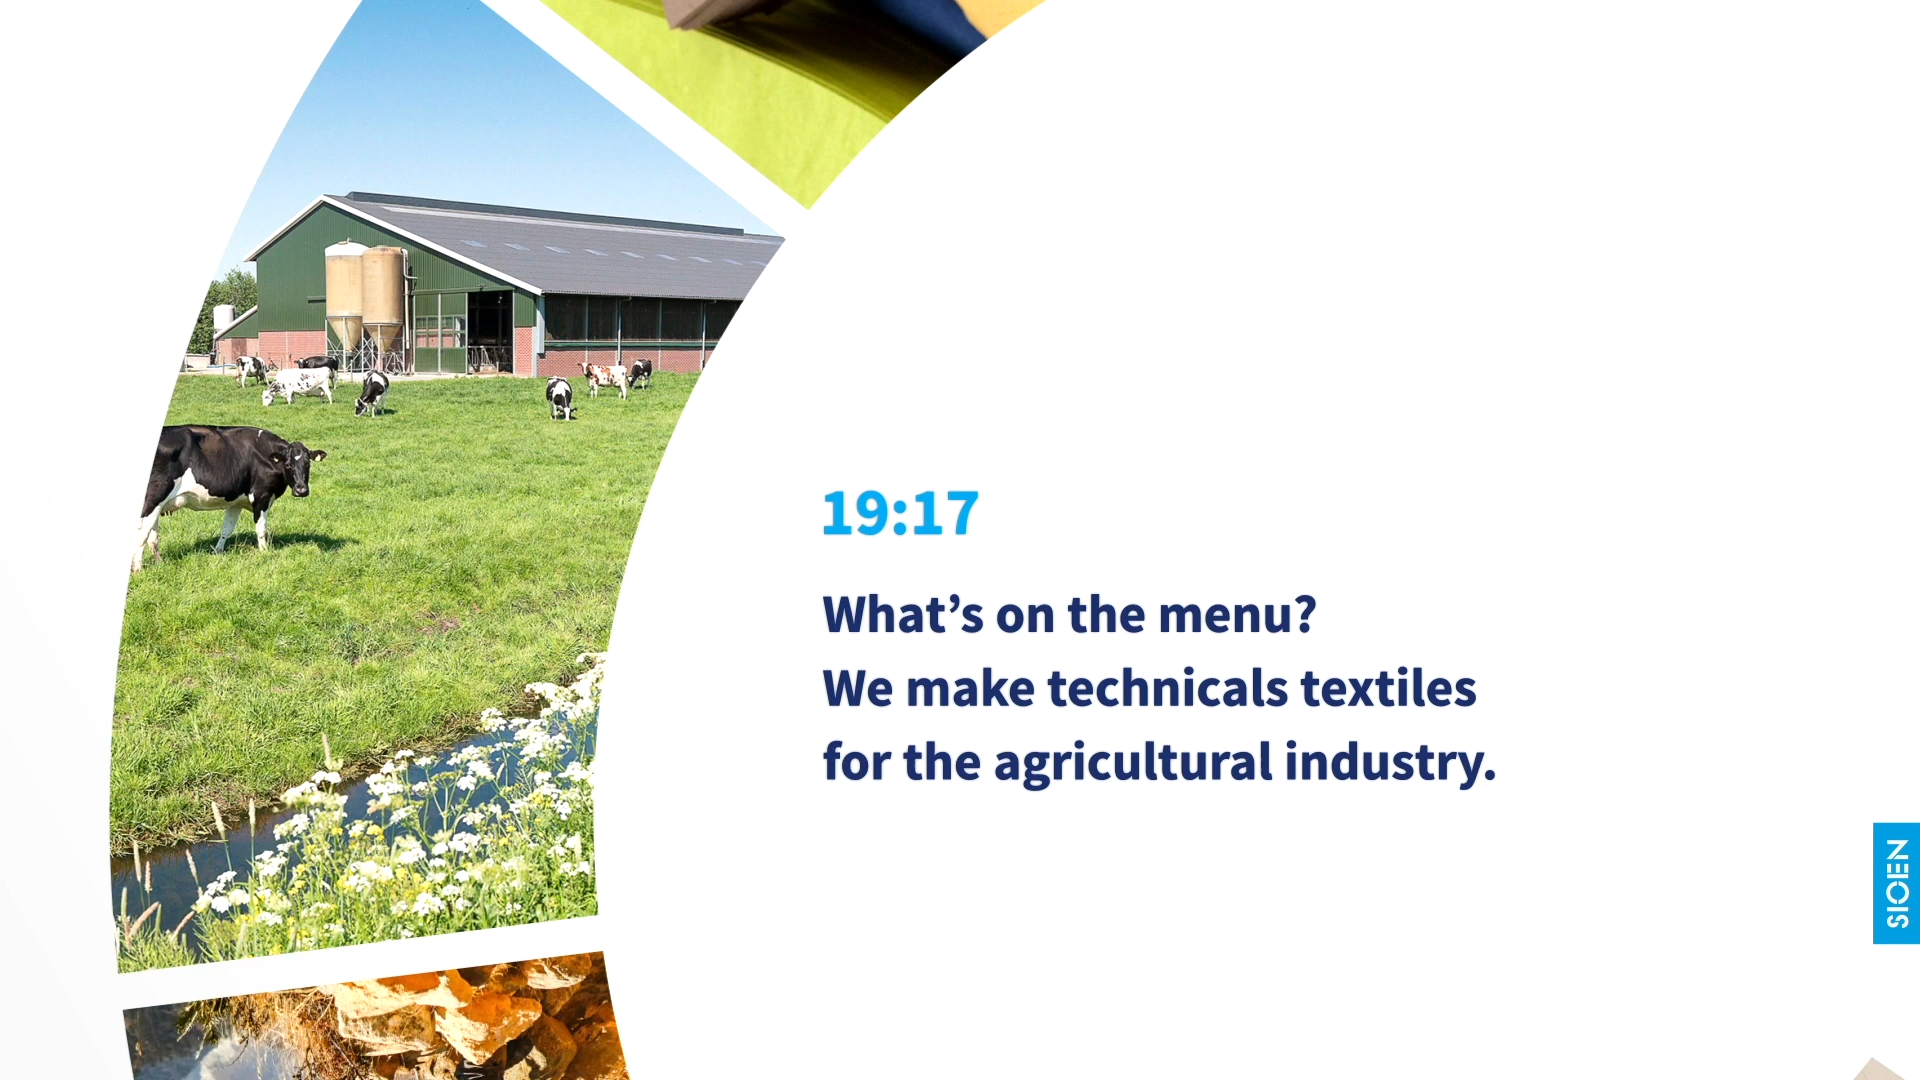 19:17
What’s on the menu?
We make technicals textiles
for the agricultural industry.
SIOEN